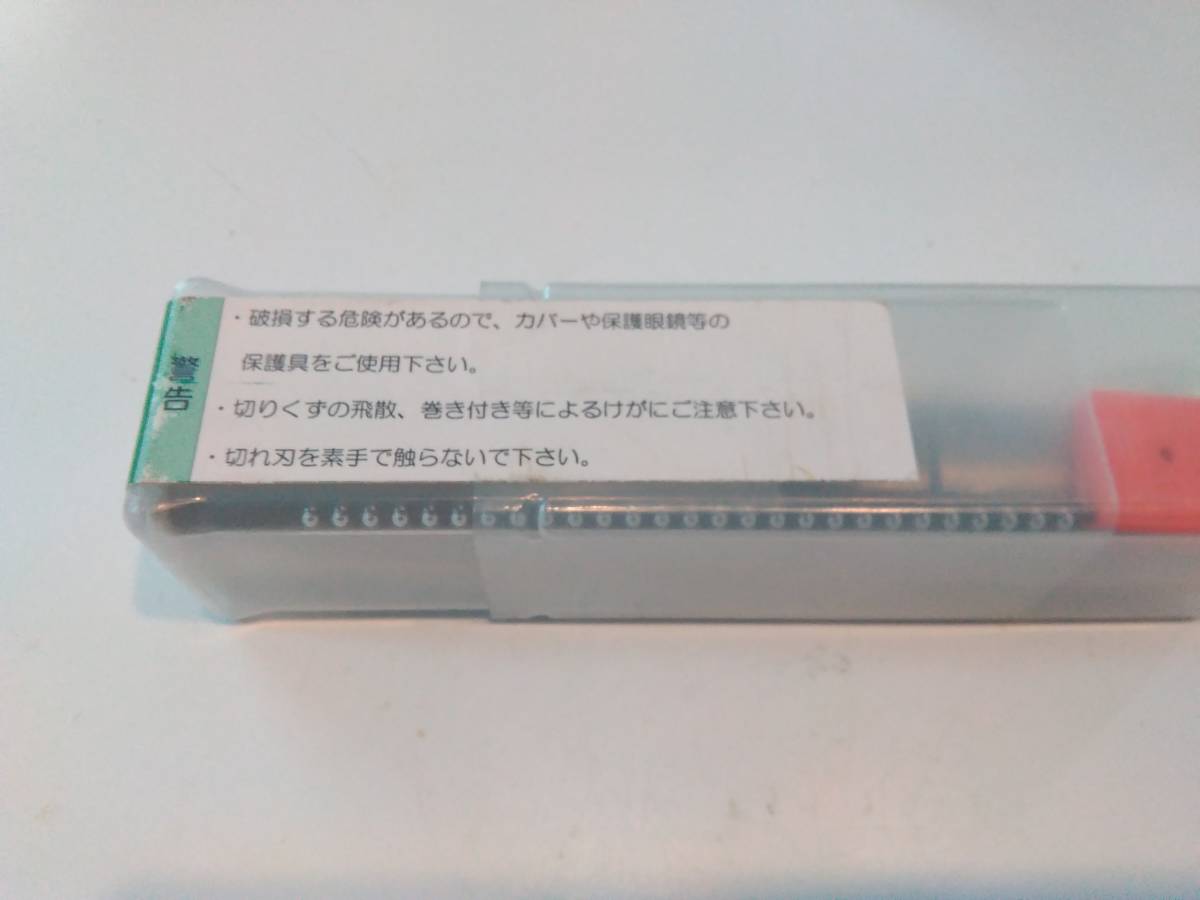 警告
・破損する危険があるので、カバーや保護眼鏡等の
保護具をご使用下さい。
・切りくずの飛散、巻き付き等によるけがにご注意下さい。
・切れ刃を素手で触らないで下さい。